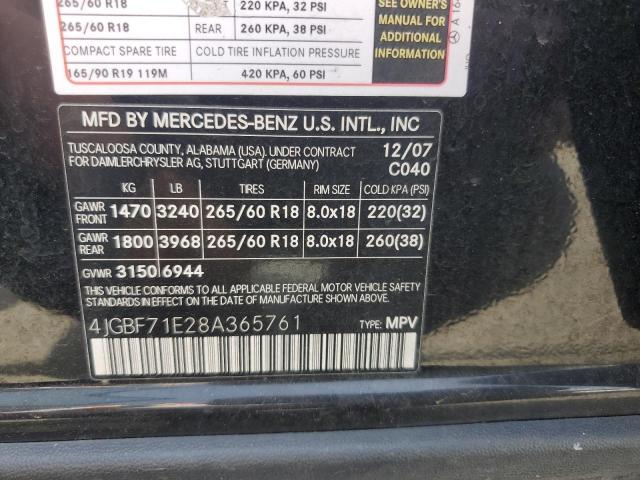 265/60 R18 220 KPA, 32 PSI
265/60 R18 REAR 260 KPA, 38 PSI
COMPACT SPARE TIRE COLD TIRE INFLATION PRESSURE
165/90 R19 119M 420 KPA, 60 PSI
SEE OWNER'S
MANUAL FOR
ADDITIONAL
INFORMATION
MFD BY MERCEDES-BENZ U.S. INTL., INC
TUSCALOOSA COUNTY, ALABAMA (USA). UNDER CONTRACT 12/07
FOR DAIMLERCHRYSLER AG, STUTTGART (GERMANY) C040
KG LB TIRES RIM SIZE COLD KPA (PSI)
GAWR FRONT 1470 3240 265/60 R18 8.0x18 220(32)
GAWR REAR 1800 3968 265/60 R18 8.0x18 260(38)
GVWR 3150 6944
THIS VEHICLE CONFORMS TO ALL APPLICABLE FEDERAL MOTOR VEHICLE SAFETY
STANDARDS IN EFFECT ON THE DATE OF MANUFACTURE SHOWN ABOVE.
4JGBF71E28A365761 TYPE: MPV